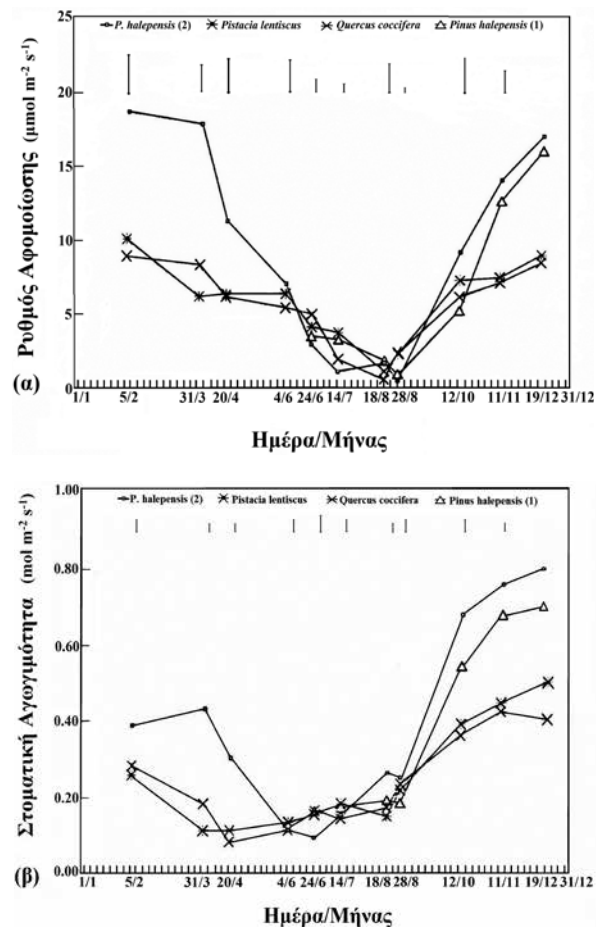 25
P. halepensis (2) Pistacia lentiscus Quercus coccifera Pinus halepensis (1)
20
15
10
5
0
Ρυθμός Αφομοίωσης (μmol m⁻² s⁻¹)
(α)
1/1 5/2 31/3 20/4 4/6 24/6 14/7 18/8 28/8 12/10 11/11 19/12 31/12
Ημέρα/Μήνας
1.00
P. halepensis (2) Pistacia lentiscus Quercus coccifera Pinus halepensis (1)
0.80
0.60
0.40
0.20
0.00
Στοματική Αγωγιμότητα (mol m⁻² s⁻¹)
(β)
1/1 5/2 31/3 20/4 4/6 24/6 14/7 18/8 28/8 12/10 11/11 19/12 31/12
Ημέρα/Μήνας